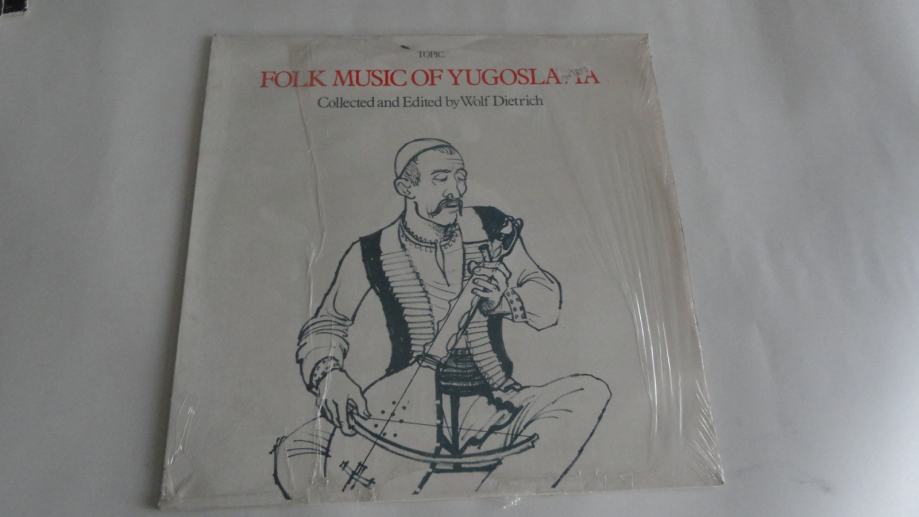 TOPIC
FOLK MUSIC OF YUGOSLAVIA
Collected and Edited by Wolf Dietrich